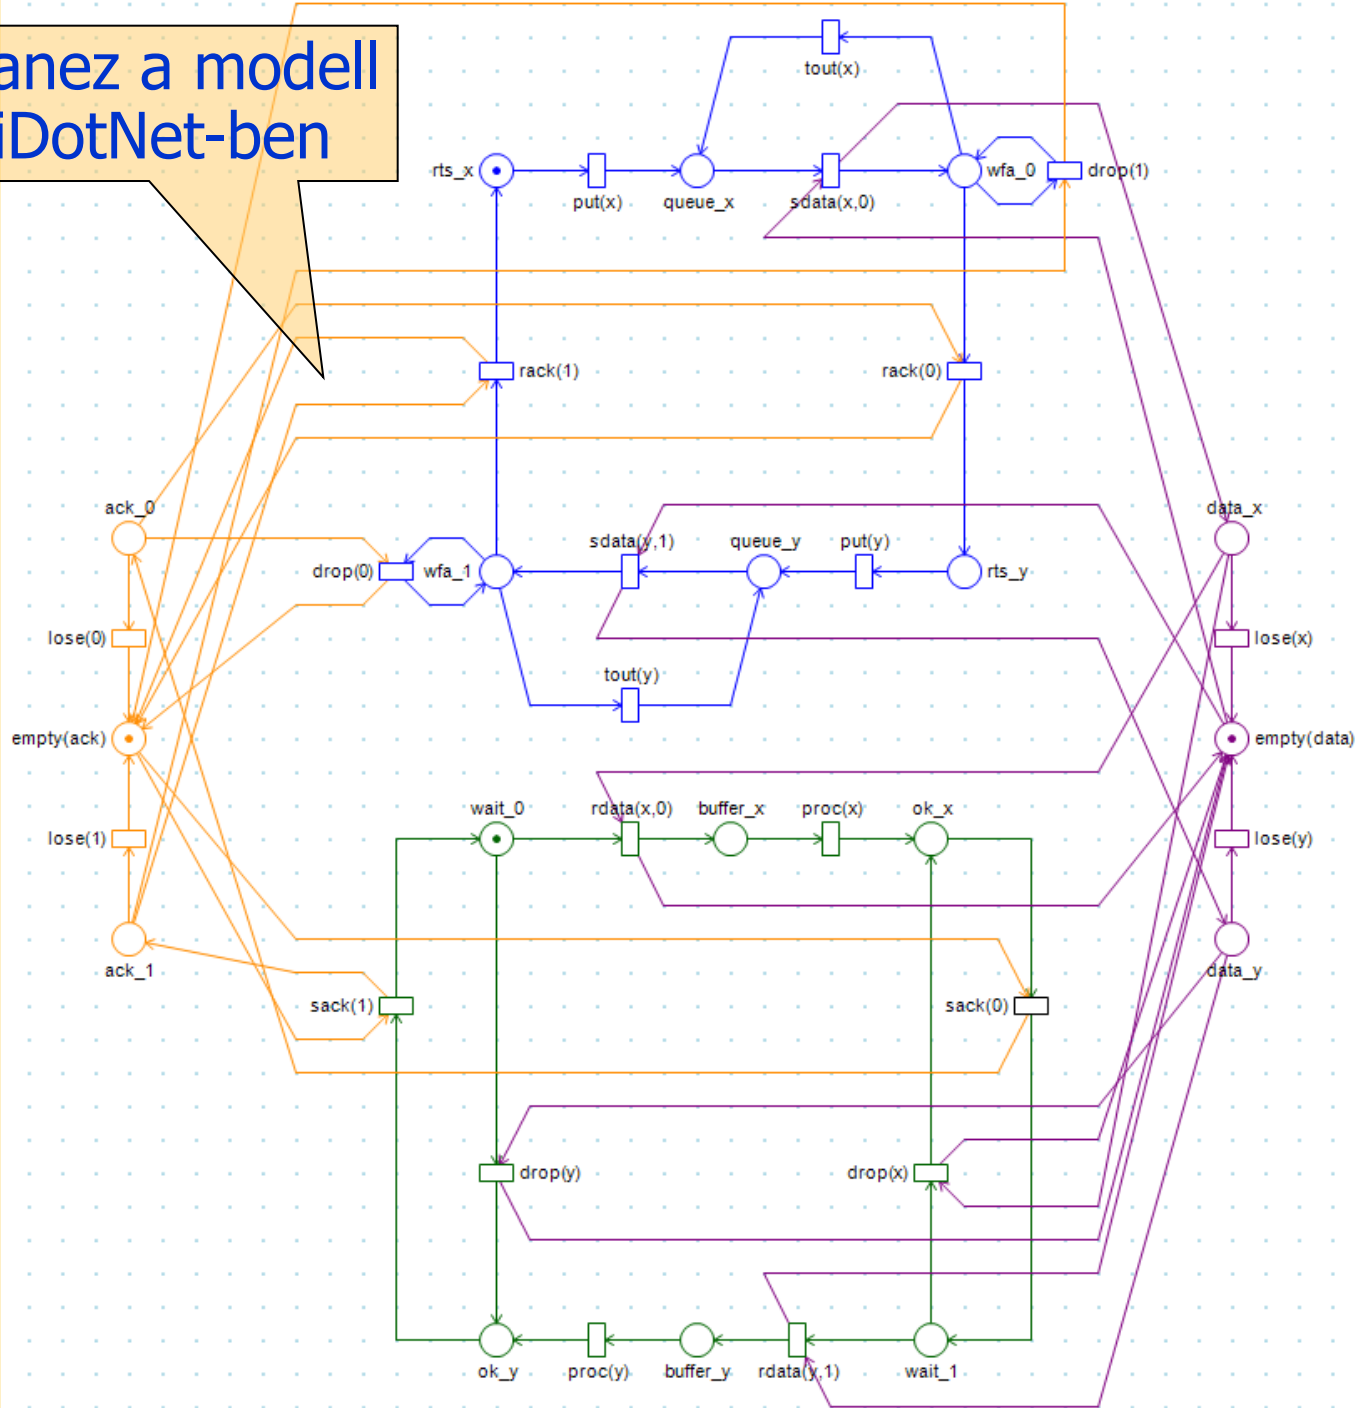 anez a modell
iDotNet-ben
tout(x)
rts_x
put(x)
queue_x
sdata(x,0)
wfa_0
drop(1)
rack(1)
rack(0)
ack_0
data_x
sdata(y,1)
queue_y
put(y)
drop(0)
wfa_1
rts_y
lose(0)
lose(x)
tout(y)
empty(ack)
empty(data)
wait_0
rdata(x,0)
buffer_x
proc(x)
ok_x
lose(1)
lose(y)
ack_1
data_y
sack(1)
sack(0)
drop(y)
drop(x)
ok_y
proc(y)
buffer_y
rdata(y,1)
wait_1